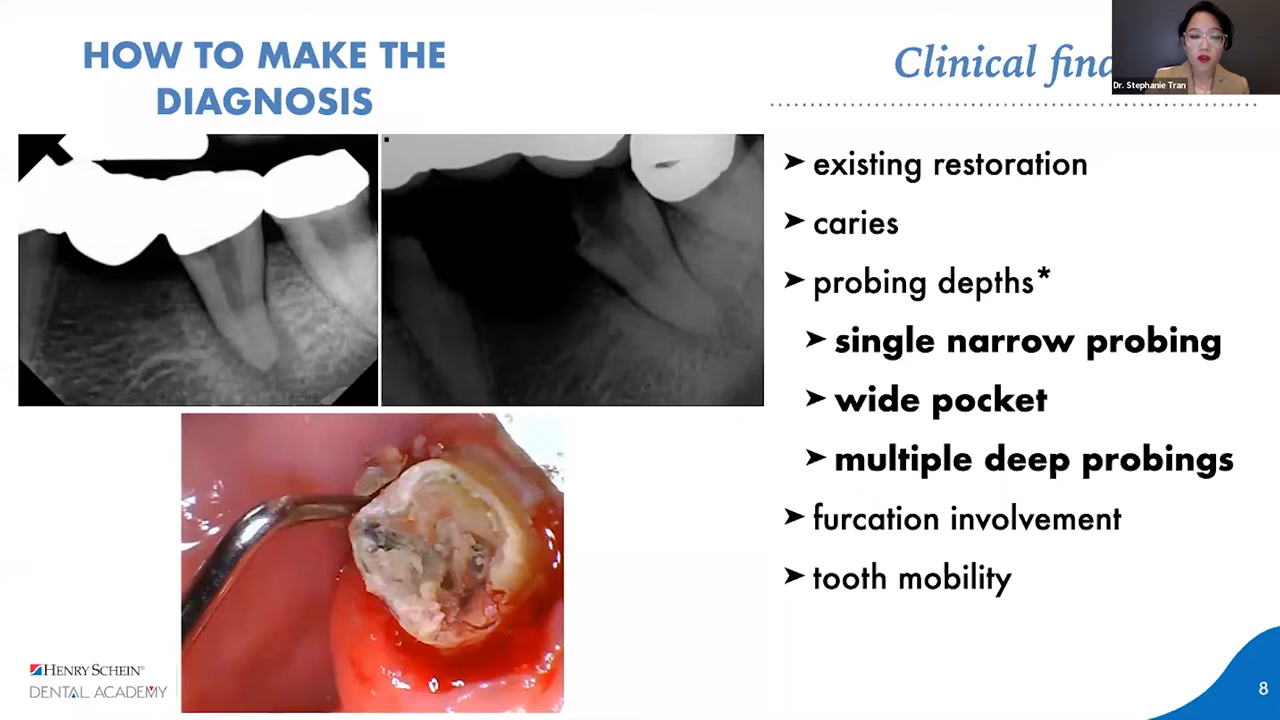 HOW TO MAKE THE
DIAGNOSIS
Clinical
Dr. Stephanie Tran
➤ existing restoration
➤ caries
➤ probing depths*
➤ single narrow probing
➤ wide pocket
➤ multiple deep probings
➤ furcation involvement
➤ tooth mobility
HENRY SCHEIN®
DENTAL ACADEMY
8